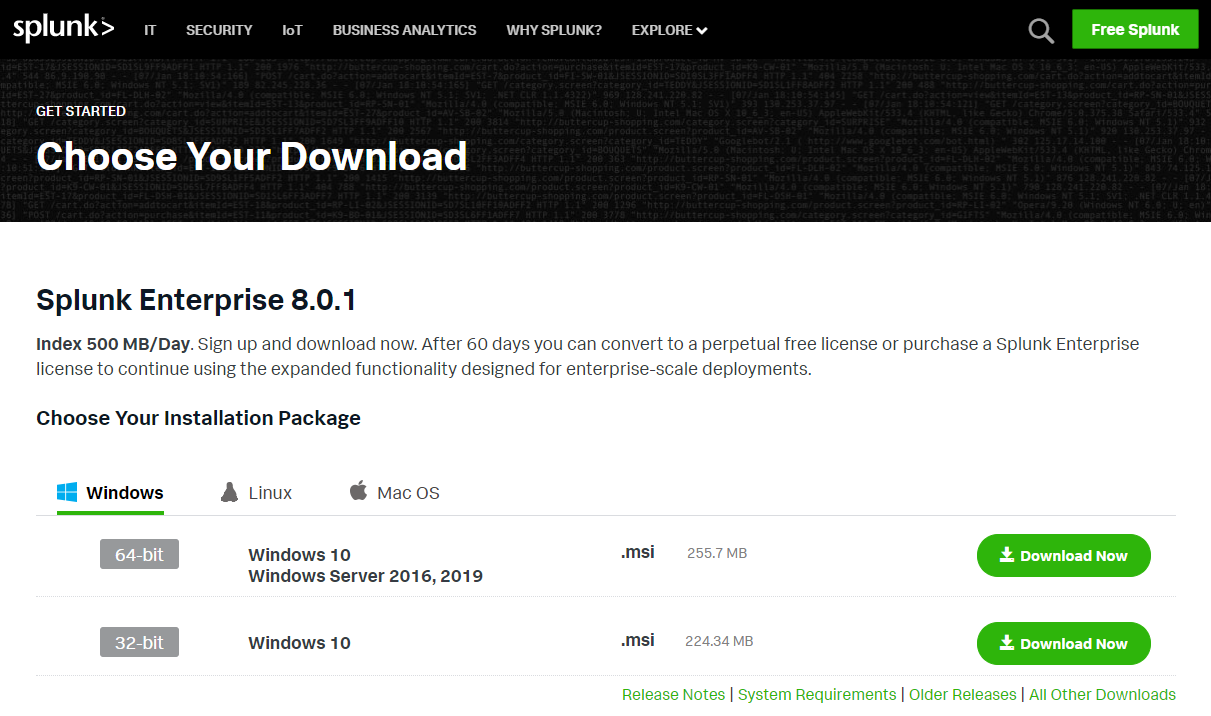 splunk>
IT
SECURITY
IoT
BUSINESS ANALYTICS
WHY SPLUNK?
EXPLORE
Free Splunk
GET STARTED
Choose Your Download
Splunk Enterprise 8.0.1
Index 500 MB/Day. Sign up and download now. After 60 days you can convert to a perpetual free license or purchase a Splunk Enterprise
license to continue using the expanded functionality designed for enterprise-scale deployments.
Choose Your Installation Package
Windows
Linux
Mac OS
64-bit
Windows 10
Windows Server 2016, 2019
.msi
255.7 MB
Download Now
32-bit
Windows 10
.msi
224.34 MB
Download Now
Release Notes | System Requirements | Older Releases | All Other Downloads